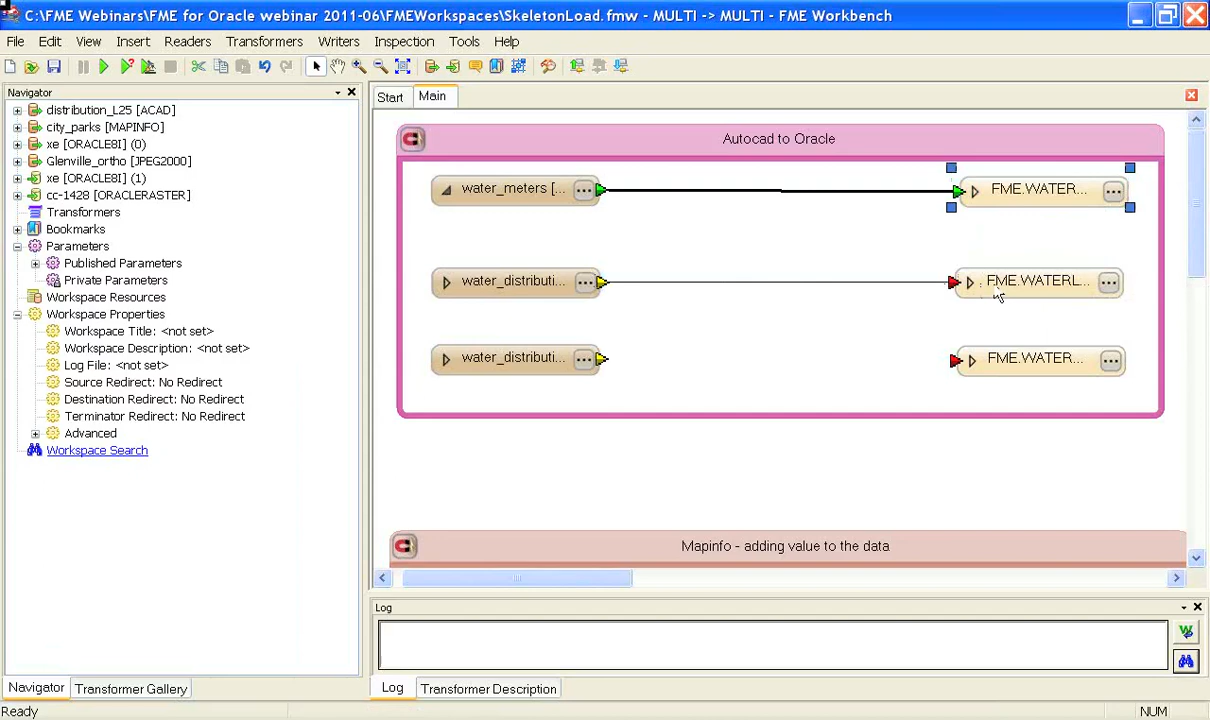 C:\FME Webinars\FME for Oracle webinar 2011-06\FMEWorkspaces\SkeletonLoad.fmw - MULTI -> MULTI - FME Workbench
File Edit View Insert Readers Transformers Writers Inspection Tools Help
Navigator
distribution_L25 [ACAD]
city_parks [MAPINFO]
xe [ORACLE8I] (0)
Glenville_ortho [JPEG2000]
xe [ORACLE8I] (1)
cc-1428 [ORACLERASTER]
Transformers
Bookmarks
Parameters
Published Parameters
Private Parameters
Workspace Resources
Workspace Properties
Workspace Title: <not set>
Workspace Description: <not set>
Log File: <not set>
Source Redirect: No Redirect
Destination Redirect: No Redirect
Terminator Redirect: No Redirect
Advanced
Workspace Search
Navigator Transformer Gallery
Start Main
Autocad to Oracle
water_meters [... FME.WATER...
water_distributi... FME.WATERL...
water_distributi... FME.WATER...
Mapinfo - adding value to the data
Log
Log Transformer Description
Ready NUM